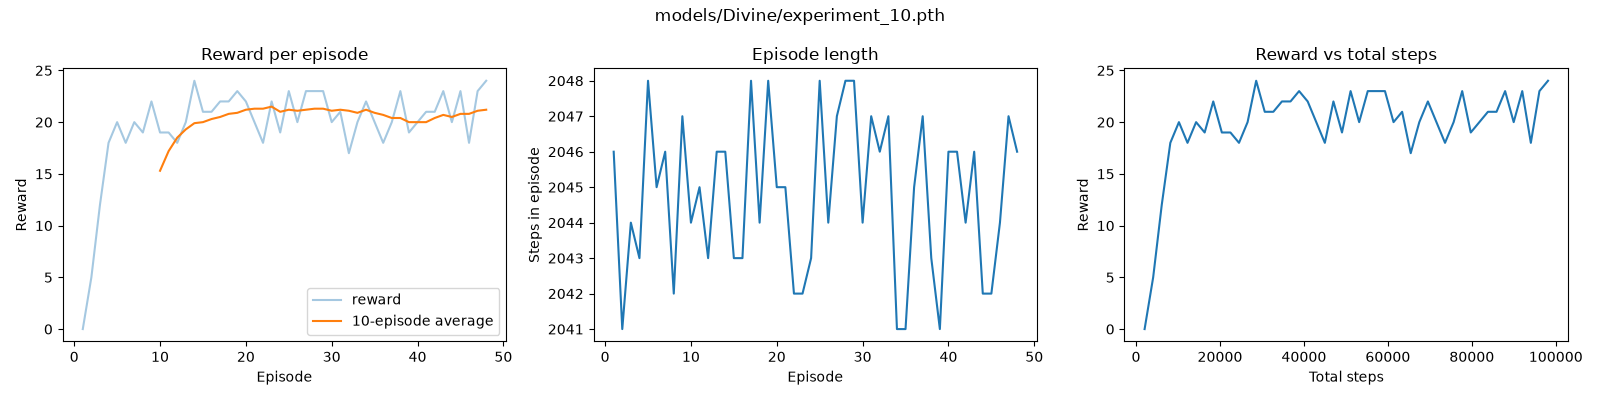 models/Divine/experiment_10.pth
Reward per episode
25
20
15
10
5
0
Reward
0 10 20 30 40 50
Episode
reward
10-episode average
Episode length
2048
2047
2046
2045
2044
2043
2042
2041
Steps in episode
0 10 20 30 40 50
Episode
Reward vs total steps
25
20
15
10
5
0
Reward
0 20000 40000 60000 80000 100000
Total steps